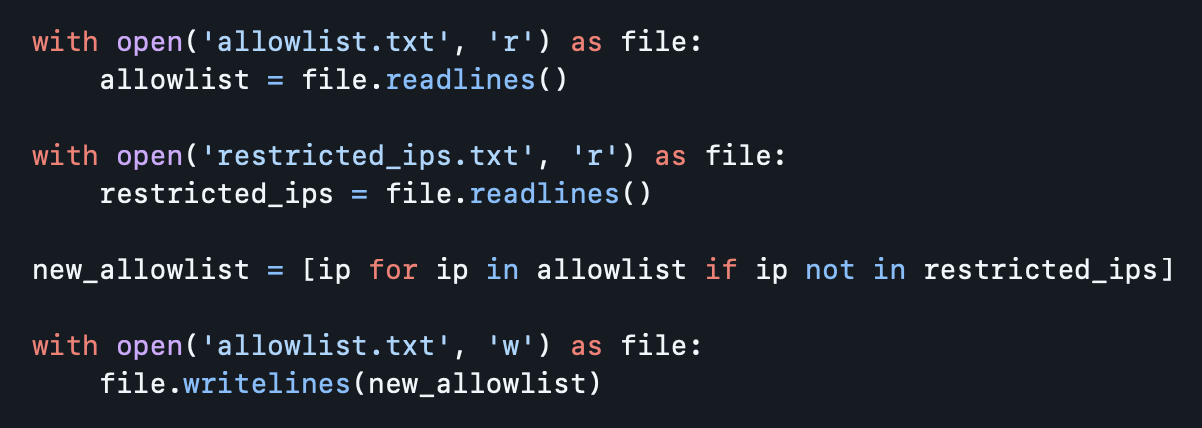 with open('allowlist.txt', 'r') as file:
    allowlist = file.readlines()

with open('restricted_ips.txt', 'r') as file:
    restricted_ips = file.readlines()

new_allowlist = [ip for ip in allowlist if ip not in restricted_ips]

with open('allowlist.txt', 'w') as file:
    file.writelines(new_allowlist)